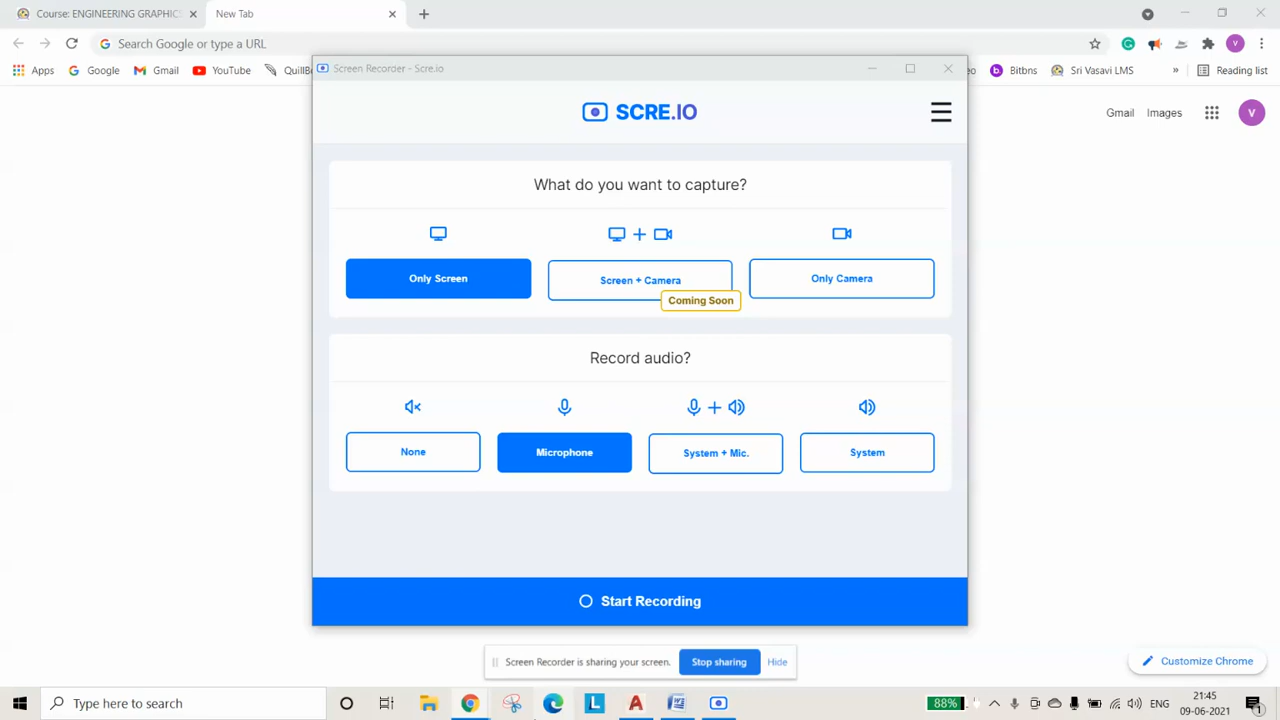 Course: ENGINEERING GRAPHICS
New Tab
Search Google or type a URL
Apps
Google
Gmail
YouTube
QuillB
eo
Bitbns
Sri Vasavi LMS
»
Reading list
Screen Recorder - Scre.io
SCRE.IO
Gmail
Images
V
What do you want to capture?
Only Screen
Screen + Camera
Only Camera
Coming Soon
Record audio?
None
Microphone
System + Mic.
System
Start Recording
Screen Recorder is sharing your screen.
Stop sharing
Hide
Customize Chrome
Type here to search
88%
ENG
21:45
09-06-2021